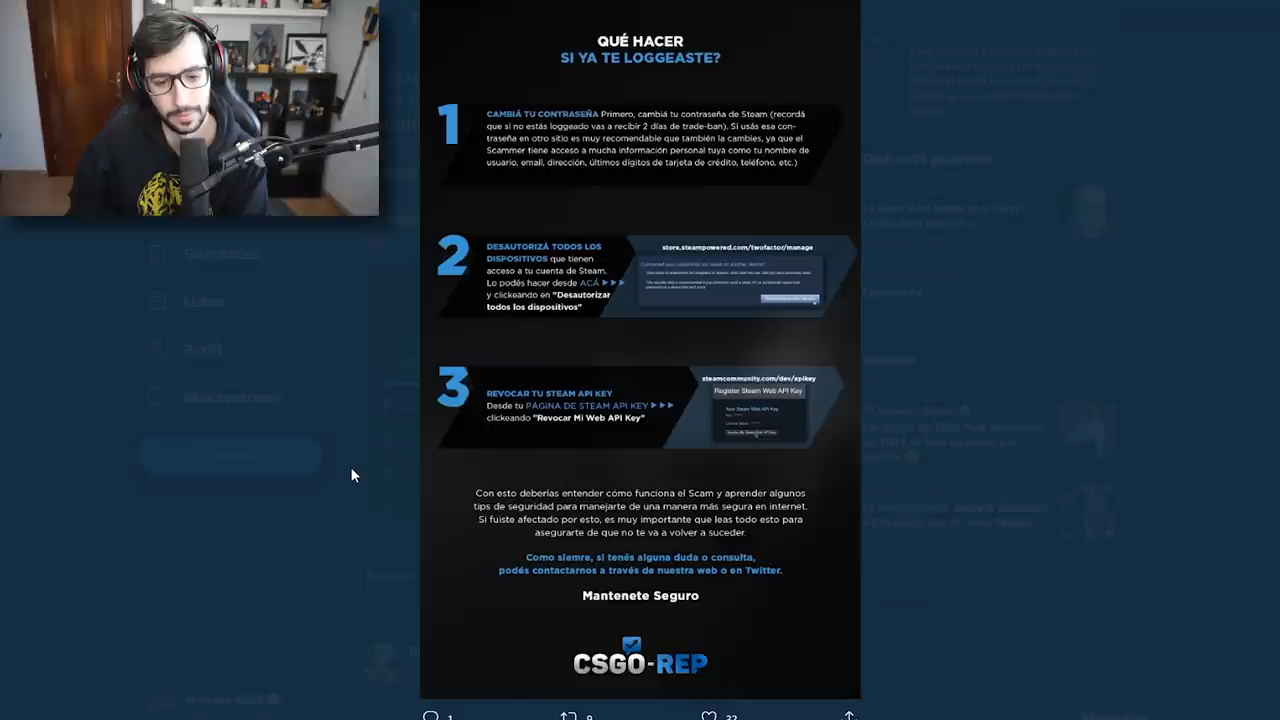 QUÉ HACER
SI YA TE LOGGEASTE?
1
CAMBIÁ TU CONTRASEÑA Primero, cambiá tu contraseña de Steam (recordá
que si no estás loggeado vas a recibir 2 días de trade-ban). Si usás esa con-
traseña en otro sitio es muy recomendable que también la cambies, ya que el
Scammer tiene acceso a mucha información personal tuya como tu nombre de
usuario, email, dirección, últimos dígitos de tarjeta de crédito, teléfono, etc.)
2
DESAUTORIZÁ TODOS LOS
DISPOSITIVOS que tienen
acceso a tu cuenta de Steam.
Lo podés hacer desde ACÁ
y clickeando en "Desautorizar
todos los dispositivos"
store.steampowered.com/twofactor/manage
3
REVOCAR TU STEAM API KEY
Desde tu PÁGINA DE STEAM API KEY
clickeando "Revocar Mi Web API Key"
steamcommunity.com/dev/apikey
Register Steam Web API Key
Your Steam Web API Key
Con esto deberías entender cómo funciona el Scam y aprender algunos
tips de seguridad para manejarte de una manera más segura en internet.
Si fuiste afectado por esto, es muy importante que leas todo esto para
asegurarte de que no te va a volver a suceder.
Como siemre, si tenés alguna duda o consulta,
podés contactarnos a través de nuestra web o en Twitter.
Mantenete Seguro
CSGO-REP
Guardados
Listas
Perfil
1 9 32